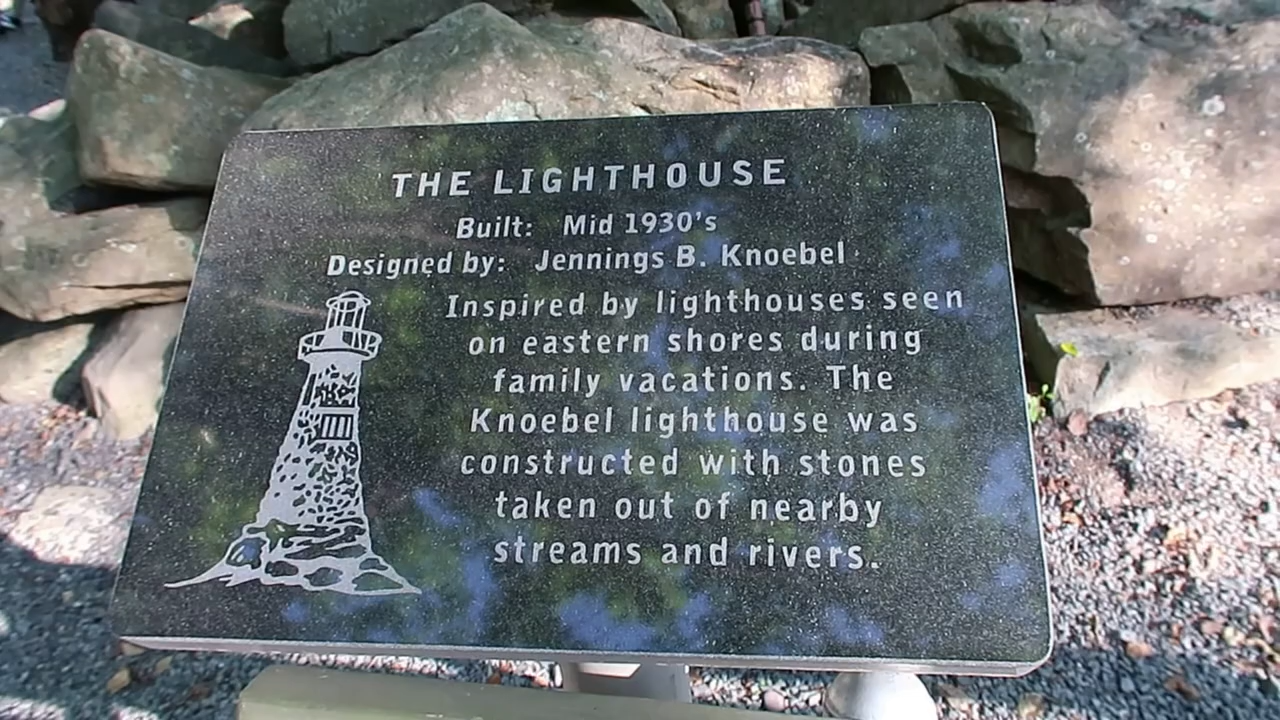 THE LIGHTHOUSE
Built: Mid 1930's
Designed by: Jennings B. Knoebel
Inspired by lighthouses seen
on eastern shores during
family vacations. The
Knoebel lighthouse was
constructed with stones
taken out of nearby
streams and rivers.